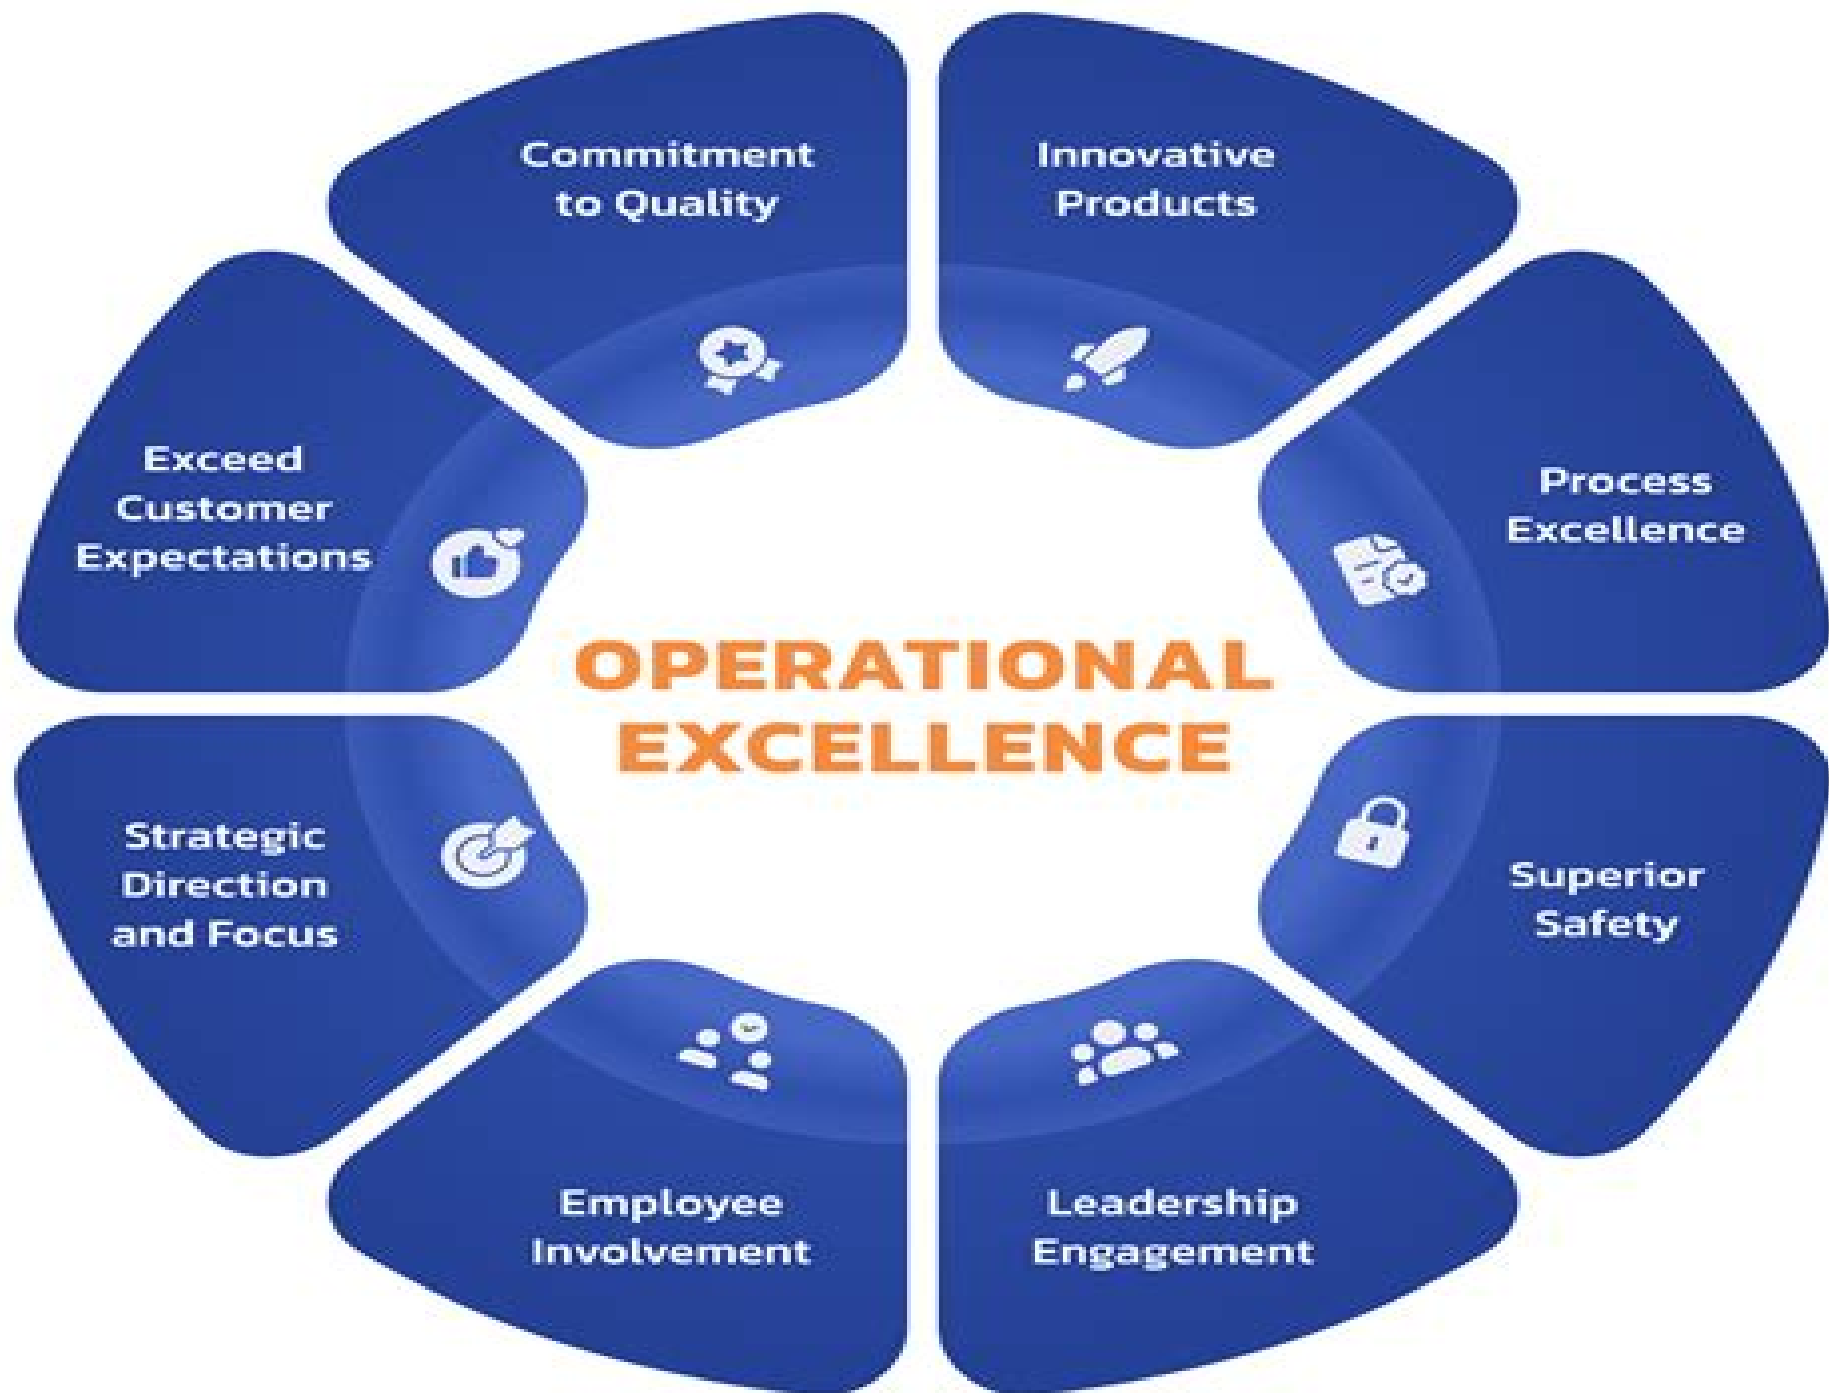 Commitment
to Quality
Innovative
Products
Process
Excellence
Superior
Safety
Leadership
Engagement
Employee
Involvement
Strategic
Direction
and Focus
Exceed
Customer
Expectations
OPERATIONAL
EXCELLENCE